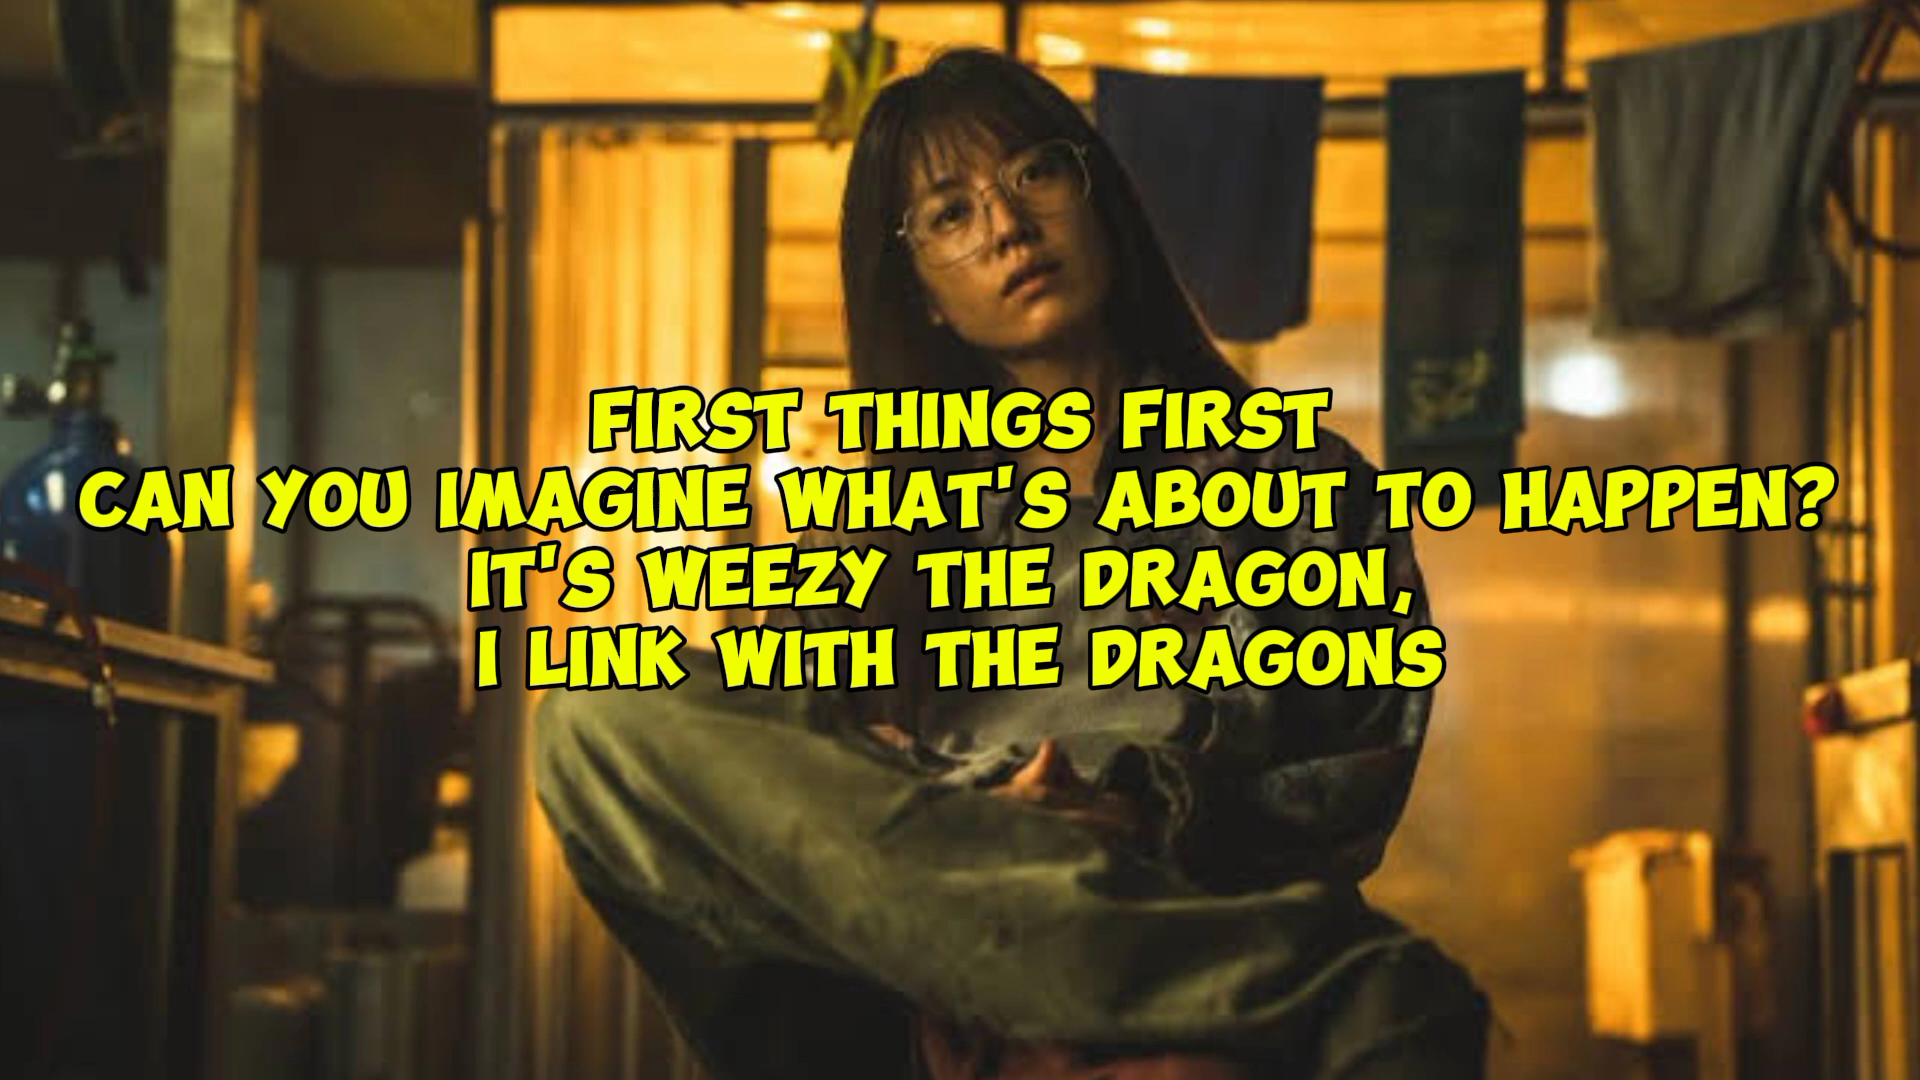 FIRST THINGS FIRST
CAN YOU IMAGINE WHAT'S ABOUT TO HAPPEN?
IT'S WEEZY THE DRAGON,
I LINK WITH THE DRAGONS